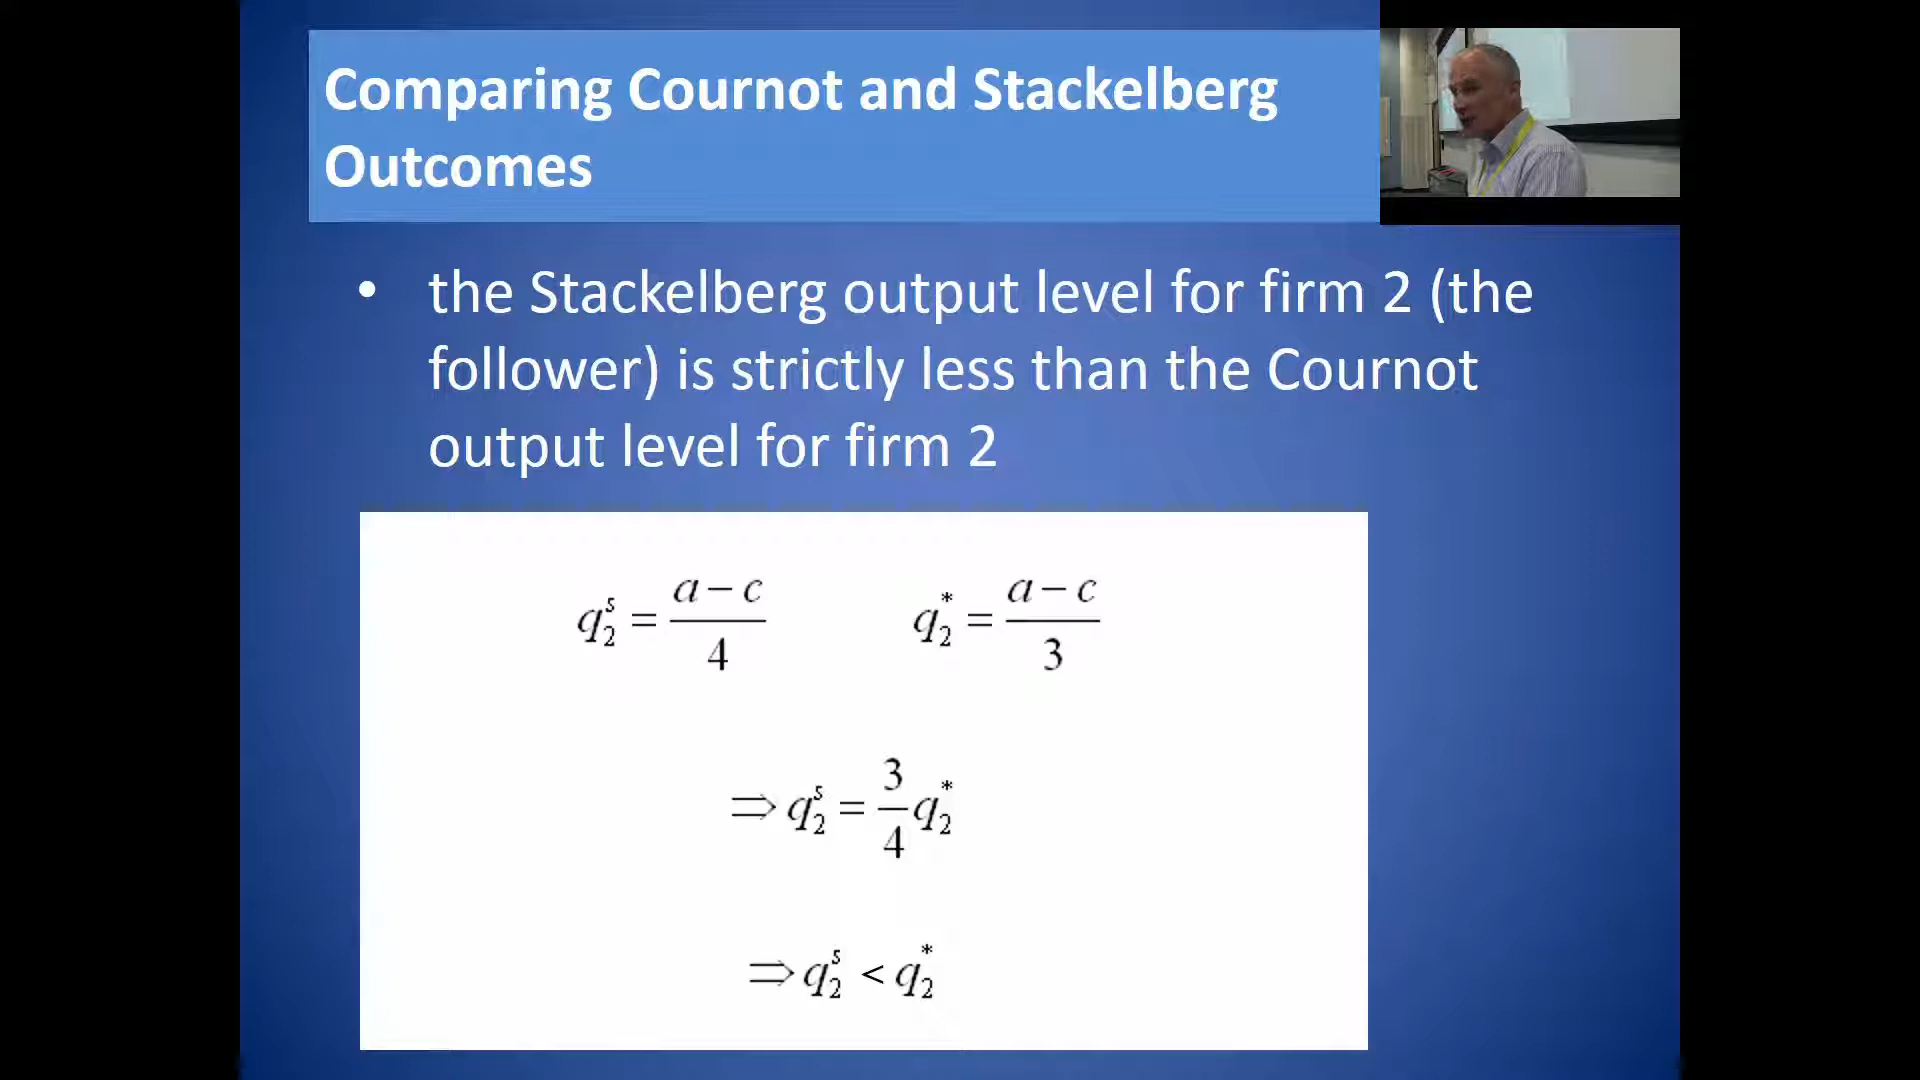 Comparing Cournot and Stackelberg
Outcomes
• the Stackelberg output level for firm 2 (the
follower) is strictly less than the Cournot
output level for firm 2
q₂ˢ = (a − c)/4    q₂* = (a − c)/3
⇒ q₂ˢ = 3/4 q₂*
⇒ q₂ˢ < q₂*